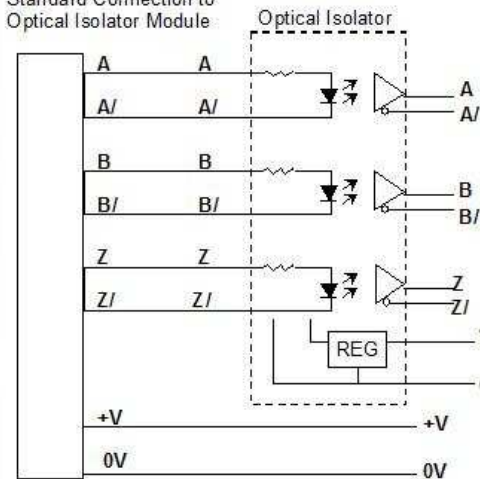 Standard Connection to
Optical Isolator Module
Optical Isolator
A A
A/ A/
A
A/
B B
B/ B/
B
B/
Z Z
Z/ Z/
Z
Z/
REG
+V +V
0V 0V